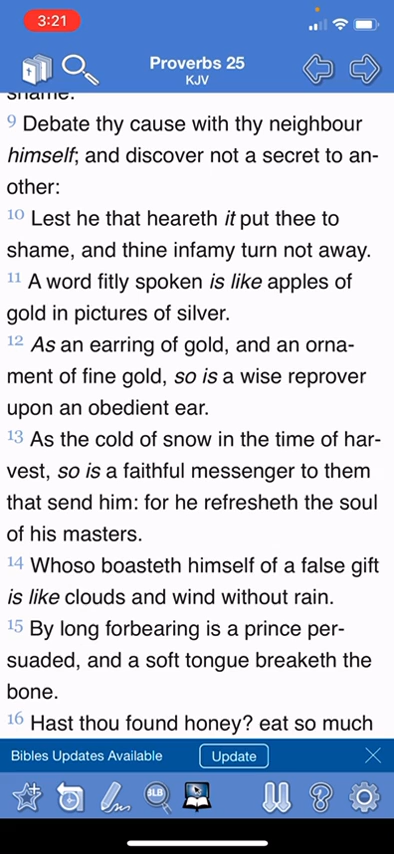 3:21
Proverbs 25
KJV
shame.
9 Debate thy cause with thy neighbour
himself; and discover not a secret to an-
other:
10 Lest he that heareth it put thee to
shame, and thine infamy turn not away.
11 A word fitly spoken is like apples of
gold in pictures of silver.
12 As an earring of gold, and an orna-
ment of fine gold, so is a wise reprover
upon an obedient ear.
13 As the cold of snow in the time of har-
vest, so is a faithful messenger to them
that send him: for he refresheth the soul
of his masters.
14 Whoso boasteth himself of a false gift
is like clouds and wind without rain.
15 By long forbearing is a prince per-
suaded, and a soft tongue breaketh the
bone.
16 Hast thou found honey? eat so much
Bibles Updates Available
Update
BLB